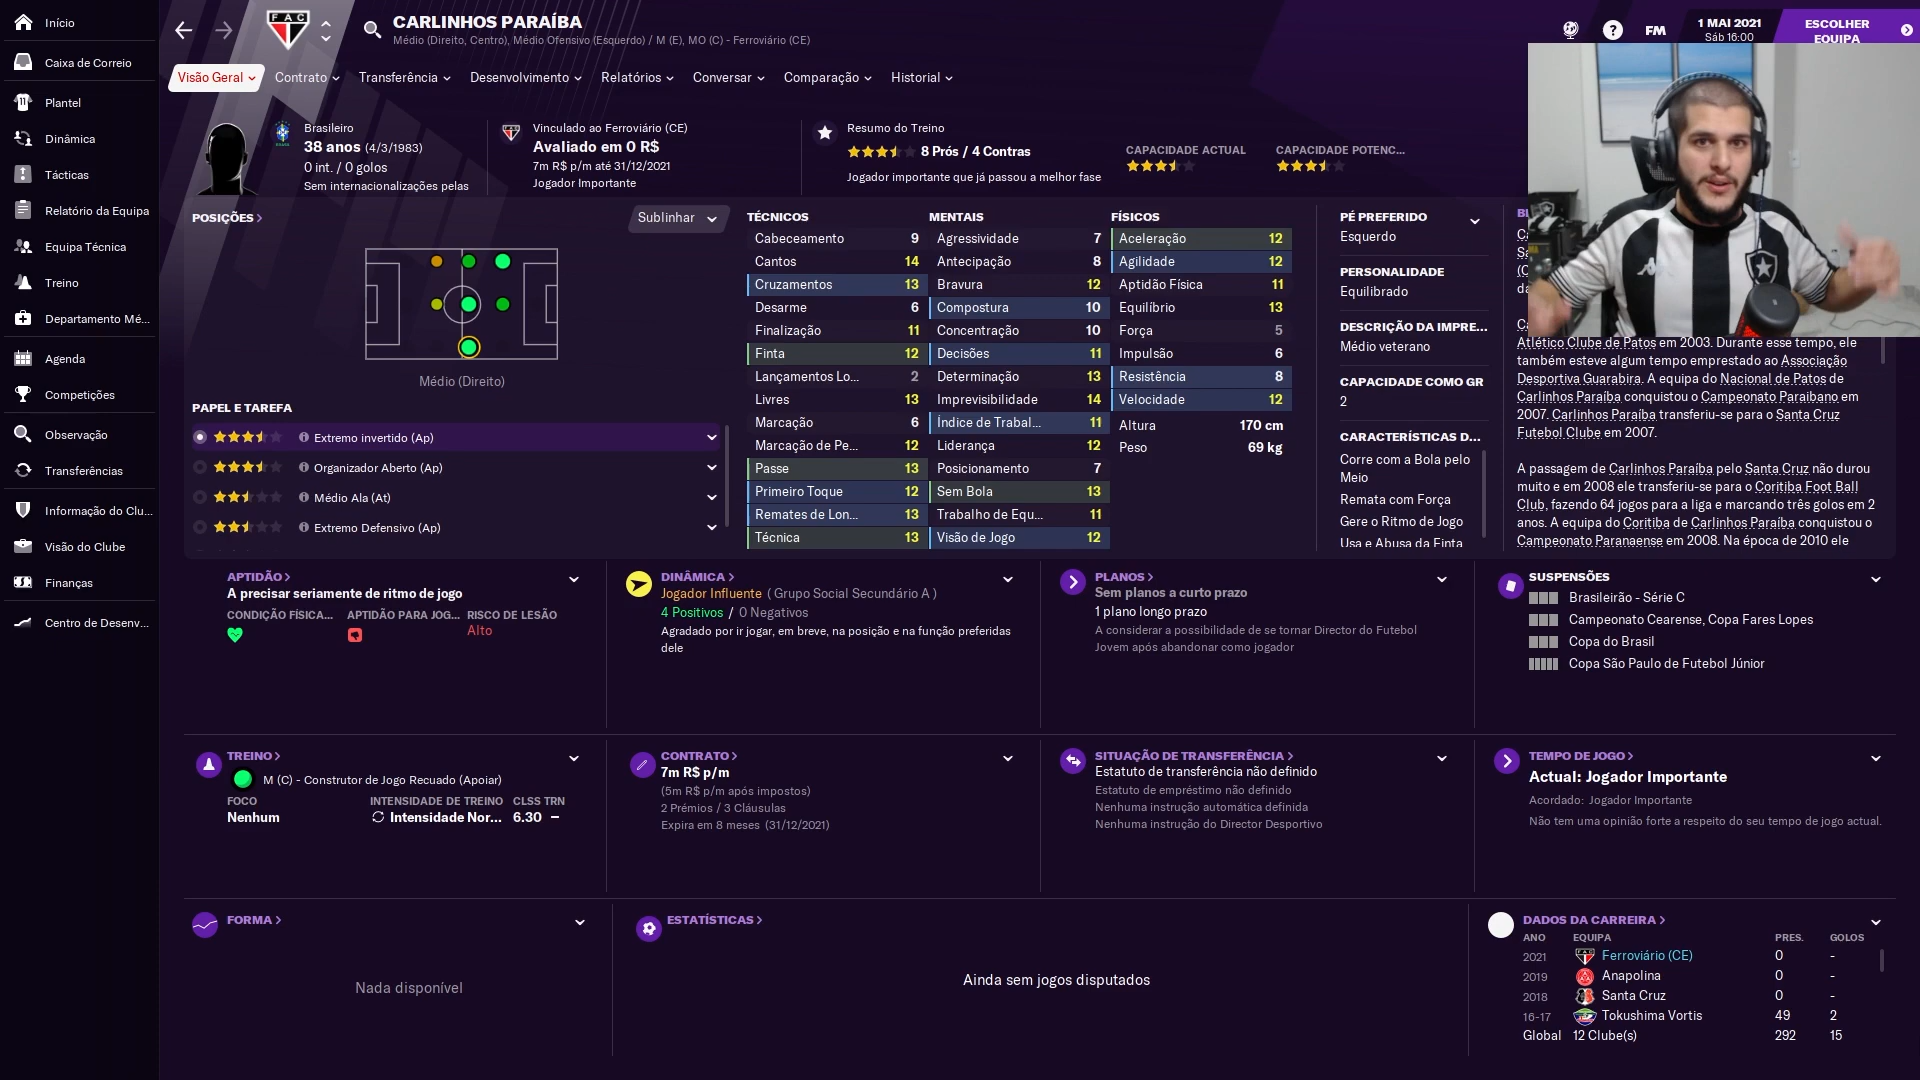 Início
Caixa de Correio
Plantel
Dinâmica
Tácticas
Relatório da Equipa
Equipa Técnica
Treino
Departamento Mé...
Agenda
Competições
Observação
Transferências
Informação do Clu...
Visão do Clube
Finanças
Centro de Desenv...
FAC
CARLINHOS PARAÍBA
Médio (Direito, Centro), Médio Ofensivo (Esquerdo) / M (E), MO (C) - Ferroviário (CE)
FM
1 MAI 2021
Sáb 16:00
ESCOLHER
EQUIPA
Visão Geral
Contrato
Transferência
Desenvolvimento
Relatórios
Conversar
Comparação
Historial
Brasileiro
38 anos (4/3/1983)
0 int. / 0 golos
Sem internacionalizações pelas
Vinculado ao Ferroviário (CE)
Avaliado em 0 R$
7m R$ p/m até 31/12/2021
Jogador Importante
Resumo do Treino
8 Prós / 4 Contras
Jogador importante que já passou a melhor fase
CAPACIDADE ACTUAL
CAPACIDADE POTENC...
POSIÇÕES
Sublinhar
Médio (Direito)
PAPEL E TAREFA
Extremo invertido (Ap)
Organizador Aberto (Ap)
Médio Ala (At)
Extremo Defensivo (Ap)
TÉCNICOS
Cabeceamento 9
Cantos 14
Cruzamentos 13
Desarme 6
Finalização 11
Finta 12
Lançamentos Lo... 2
Livres 13
Marcação 6
Marcação de Pe... 12
Passe 13
Primeiro Toque 12
Remates de Lon... 13
Técnica 13
MENTAIS
Agressividade 7
Antecipação 8
Bravura 12
Compostura 10
Concentração 10
Decisões 11
Determinação 13
Imprevisibilidade 14
Índice de Trabal... 11
Liderança 12
Posicionamento 7
Sem Bola 13
Trabalho de Equ... 11
Visão de Jogo 12
FÍSICOS
Aceleração 12
Agilidade 12
Aptidão Física 11
Equilíbrio 13
Força 5
Impulsão 6
Resistência 8
Velocidade 12
Altura 170 cm
Peso 69 kg
PÉ PREFERIDO
Esquerdo
PERSONALIDADE
Equilibrado
DESCRIÇÃO DA IMPRE...
Médio veterano
CAPACIDADE COMO GR
2
CARACTERÍSTICAS D...
Corre com a Bola pelo
Meio
Remata com Força
Gere o Ritmo de Jogo
Usa e Abusa da Finta
Atlético Clube de Patos em 2003. Durante esse tempo, ele
também esteve algum tempo emprestado ao Associação
Desportiva Guarabira. A equipa do Nacional de Patos de
Carlinhos Paraíba conquistou o Campeonato Paraibano em
2007. Carlinhos Paraíba transferiu-se para o Santa Cruz
Futebol Clube em 2007.
A passagem de Carlinhos Paraíba pelo Santa Cruz não durou
muito e em 2008 ele transferiu-se para o Coritiba Foot Ball
Club, fazendo 64 jogos para a liga e marcando três golos em 2
anos. A equipa do Coritiba de Carlinhos Paraíba conquistou o
Campeonato Paranaense em 2008. Na época de 2010 ele
APTIDÃO
A precisar seriamente de ritmo de jogo
CONDIÇÃO FÍSICA...
APTIDÃO PARA JOG...
RISCO DE LESÃO
Alto
DINÂMICA
Jogador Influente ( Grupo Social Secundário A )
4 Positivos / 0 Negativos
Agradado por ir jogar, em breve, na posição e na função preferidas
dele
PLANOS
Sem planos a curto prazo
1 plano longo prazo
A considerar a possibilidade de se tornar Director do Futebol
Jovem após abandonar como jogador
SUSPENSÕES
Brasileirão - Série C
Campeonato Cearense, Copa Fares Lopes
Copa do Brasil
Copa São Paulo de Futebol Júnior
TREINO
M (C) - Construtor de Jogo Recuado (Apoiar)
FOCO
Nenhum
INTENSIDADE DE TREINO
Intensidade Nor...
CLSS TRN
6.30 –
CONTRATO
7m R$ p/m
(5m R$ p/m após impostos)
2 Prémios / 3 Cláusulas
Expira em 8 meses (31/12/2021)
SITUAÇÃO DE TRANSFERÊNCIA
Estatuto de transferência não definido
Estatuto de empréstimo não definido
Nenhuma instrução automática definida
Nenhuma instrução do Director Desportivo
TEMPO DE JOGO
Actual: Jogador Importante
Acordado: Jogador Importante
Não tem uma opinião forte a respeito do seu tempo de jogo actual.
FORMA
Nada disponível
ESTATÍSTICAS
Ainda sem jogos disputados
DADOS DA CARREIRA
ANO EQUIPA PRES. GOLOS
2021 Ferroviário (CE) 0 -
2019 Anapolina 0 -
2018 Santa Cruz 0 -
16-17 Tokushima Vortis 49 2
Global 12 Clube(s) 292 15